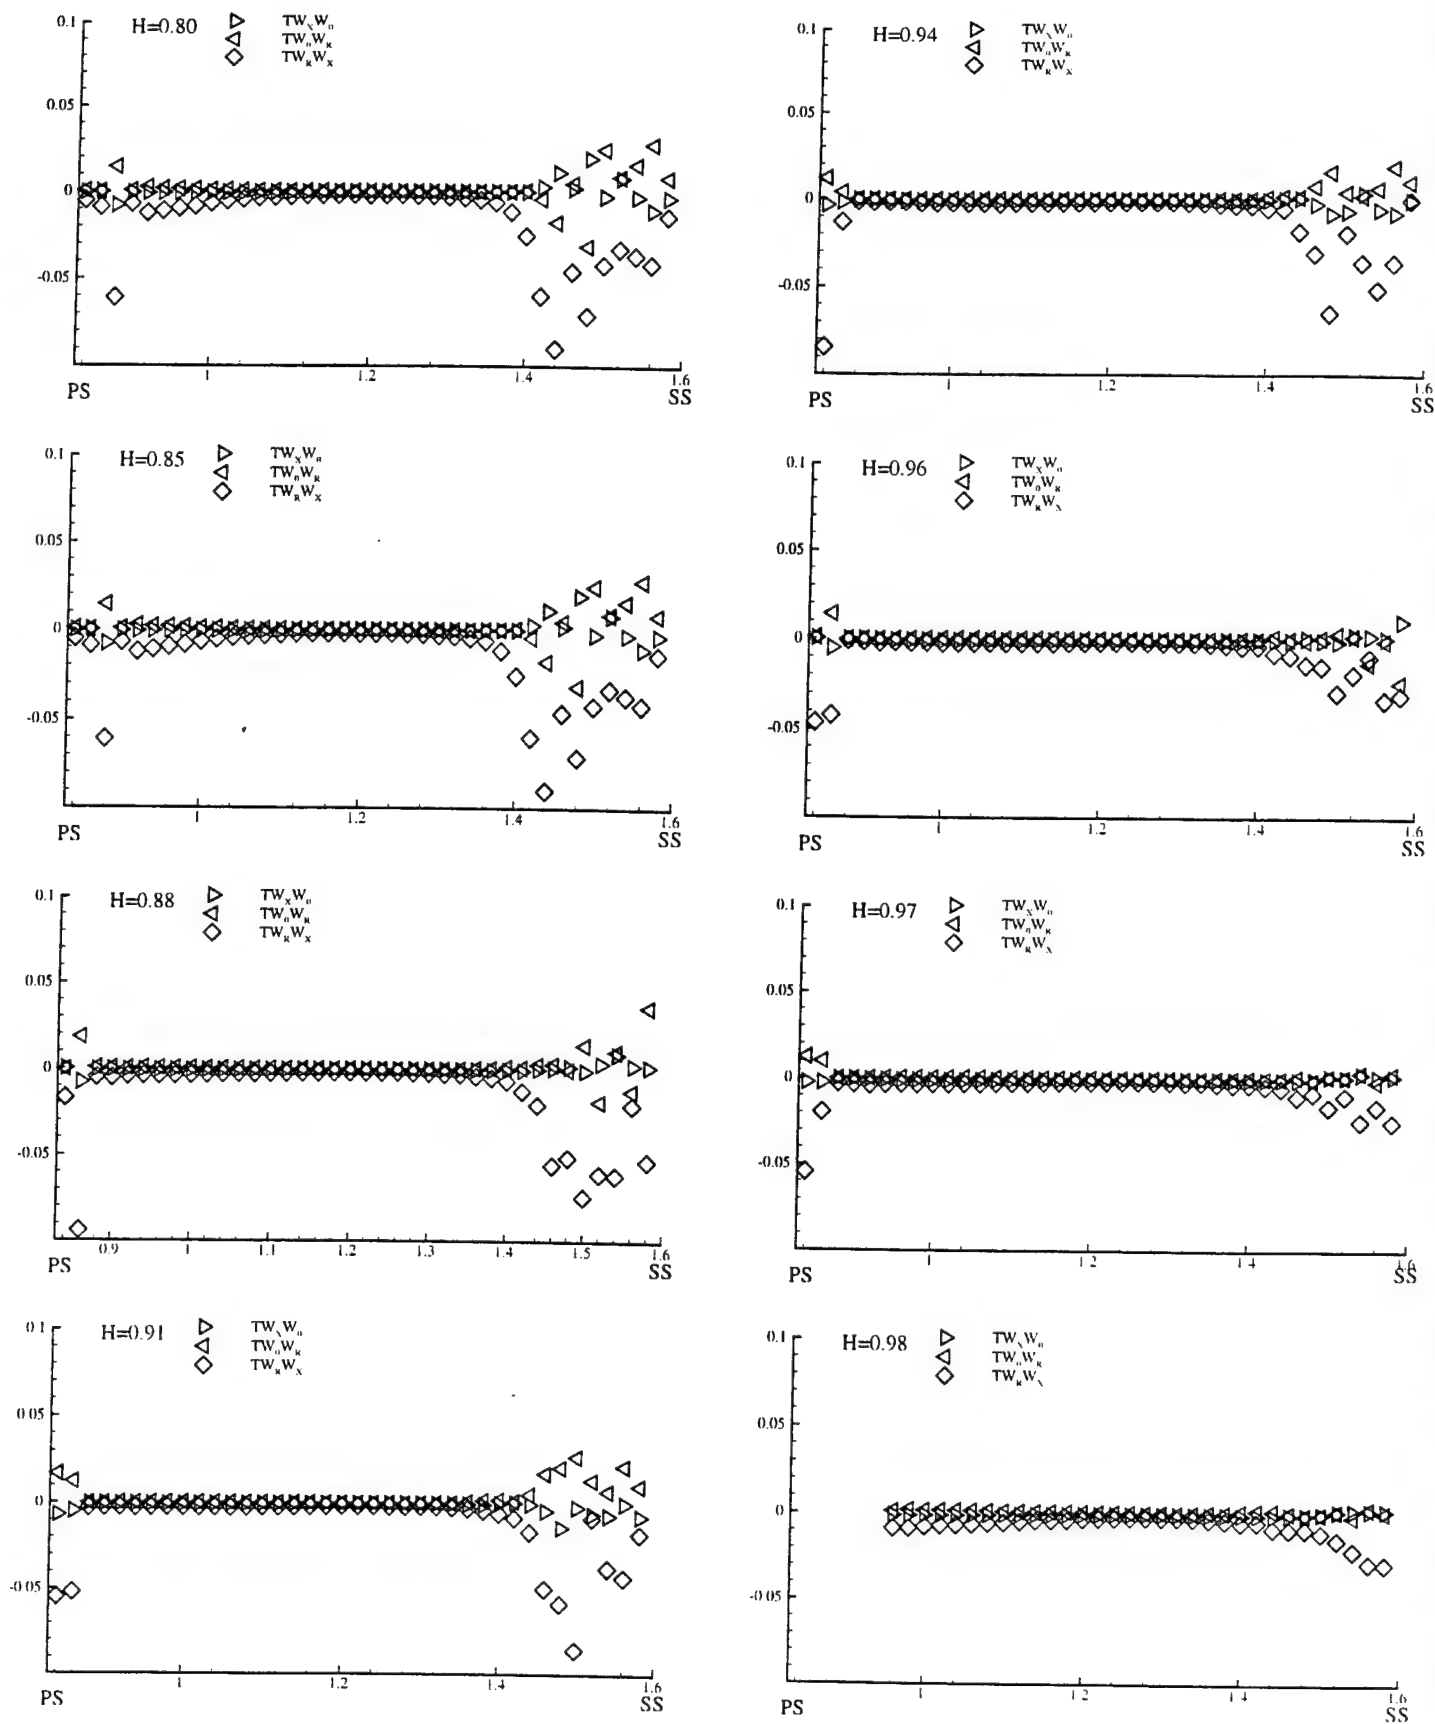 0.1
H=0.80
TWxWθ
TWθWR
TWRWx
0.05
0
-0.05
1
1.2
1.4
1.6
PS
SS
0.1
H=0.94
TWxWθ
TWθWR
TWRWx
0.05
0
-0.05
1
1.2
1.4
1.6
PS
SS
0.1
H=0.85
TWxWθ
TWθWR
TWRWx
0.05
0
-0.05
1
1.2
1.4
1.6
PS
SS
0.1
H=0.96
TWxWθ
TWθWR
TWRWx
0.05
0
-0.05
1
1.2
1.4
1.6
PS
SS
0.1
H=0.88
TWxWθ
TWθWR
TWRWx
0.05
0
-0.05
0.9
1
1.1
1.2
1.3
1.4
1.5
1.6
PS
SS
0.1
H=0.97
TWxWθ
TWθWR
TWRWx
0.05
0
-0.05
1
1.2
1.4
1.6
PS
SS
0.1
H=0.91
TWxWθ
TWθWR
TWRWx
0.05
0
-0.05
1
1.2
1.4
1.6
PS
SS
0.1
H=0.98
TWxWθ
TWθWR
TWRWx
0.05
0
-0.05
1
1.2
1.4
1.6
PS
SS